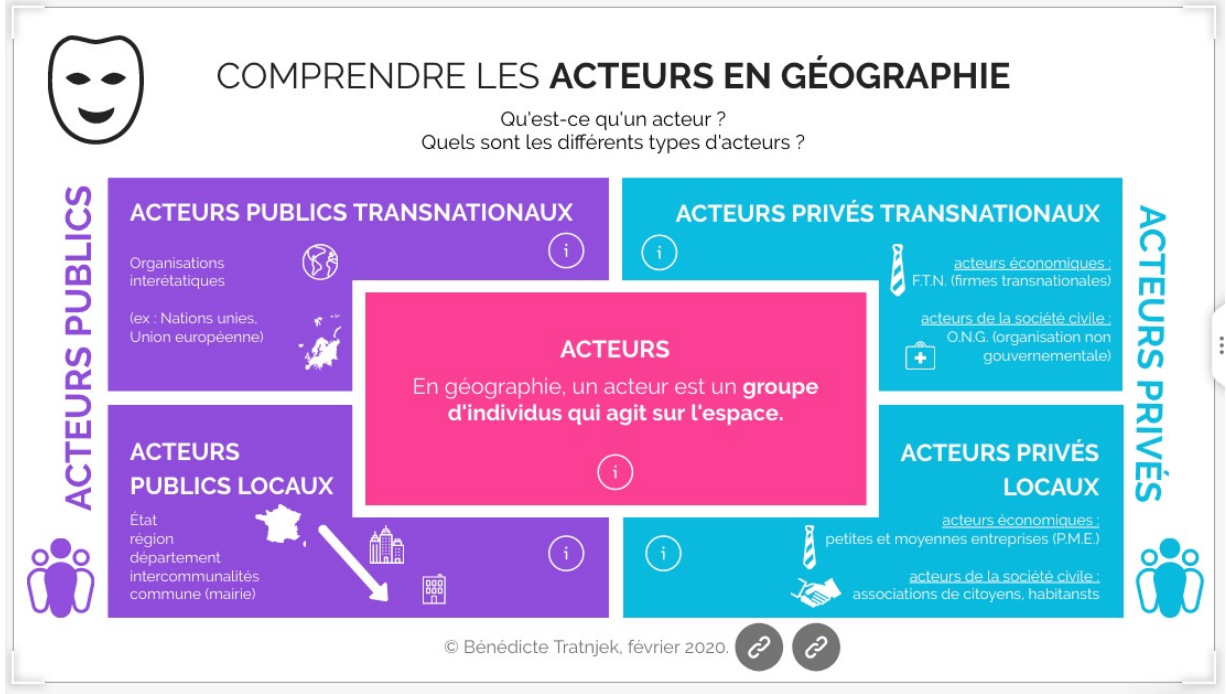 COMPRENDRE LES ACTEURS EN GÉOGRAPHIE
Qu'est-ce qu'un acteur ?
Quels sont les différents types d'acteurs ?
ACTEURS PUBLICS
ACTEURS PUBLICS TRANSNATIONAUX
i
Organisations
interétatiques
(ex : Nations unies,
Union européenne)
ACTEURS PRIVÉS TRANSNATIONAUX
i
acteurs économiques :
F.T.N. (firmes transnationales)
acteurs de la société civile :
O.N.G. (organisation non
gouvernementale)
ACTEURS PRIVÉS
ACTEURS
En géographie, un acteur est un groupe
d'individus qui agit sur l'espace.
i
ACTEURS
PUBLICS LOCAUX
État
région
département
intercommunalités
commune (mairie)
i
ACTEURS PRIVÉS
LOCAUX
i
acteurs économiques :
petites et moyennes entreprises (P.M.E.)
acteurs de la société civile :
associations de citoyens, habitansts
© Bénédicte Tratnjek, février 2020.